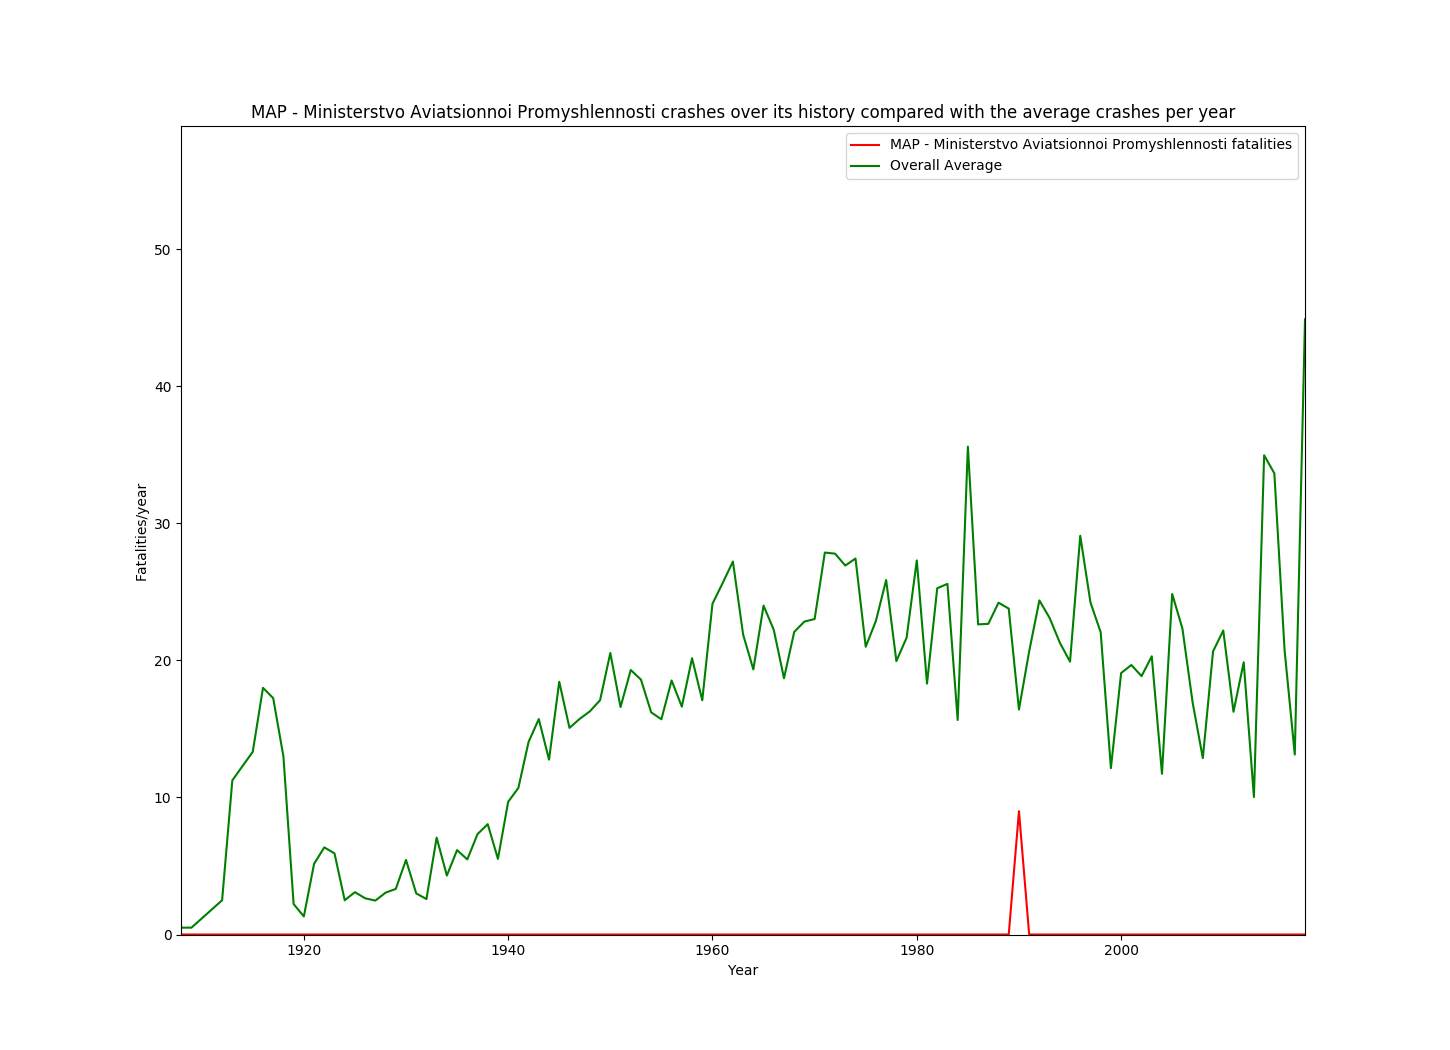 MAP - Ministerstvo Aviatsionnoi Promyshlennosti crashes over its history compared with the average crashes per year
MAP - Ministerstvo Aviatsionnoi Promyshlennosti fatalities
Overall Average
50
40
30
20
10
0
Fatalities/year
1920
1940
1960
1980
2000
Year